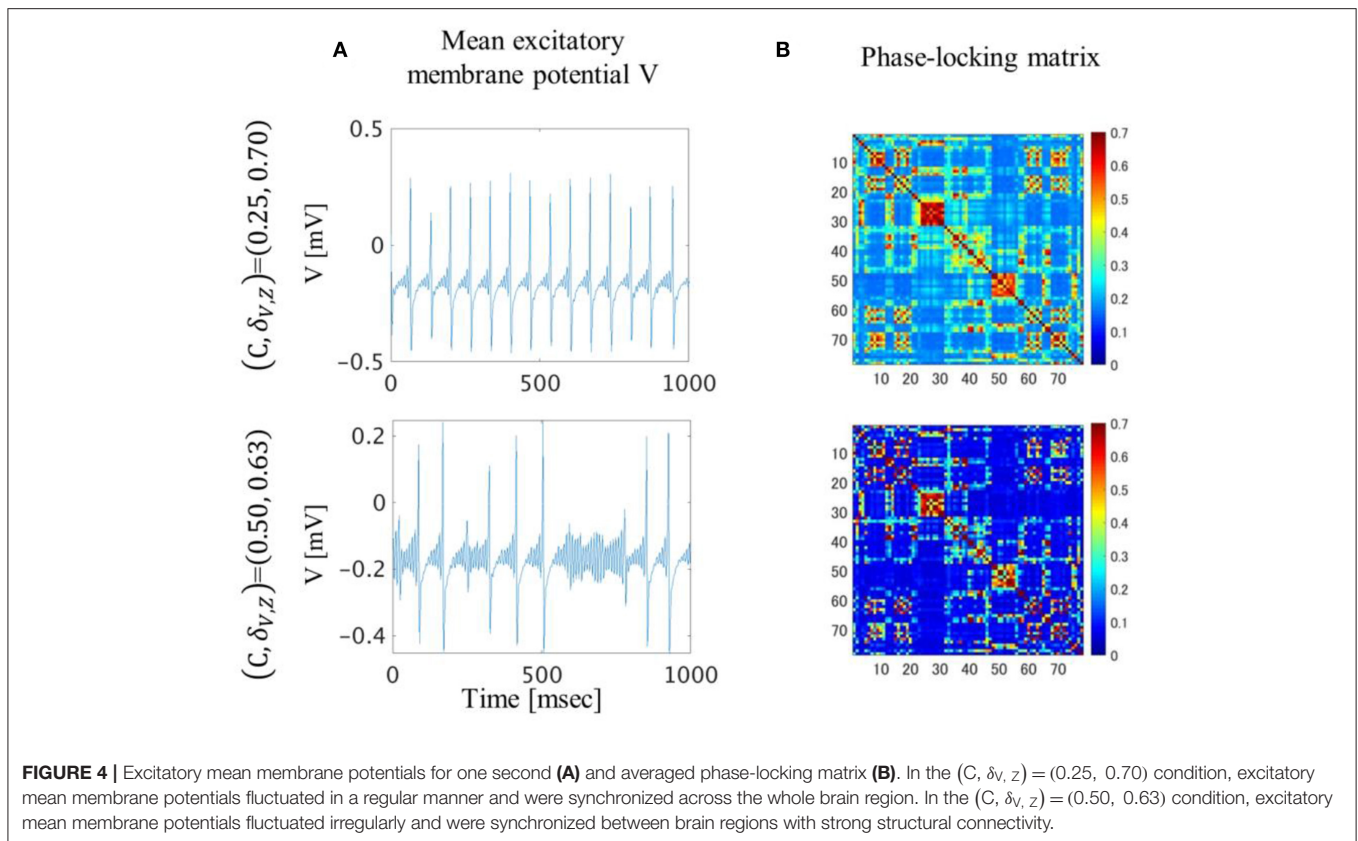 A
Mean excitatory
membrane potential V
B
Phase-locking matrix
(C, δV,Z)=(0.25, 0.70)
V [mV]
0.5
0
−0.5
0
500
1000
10
20
30
40
50
60
70
10 20 30 40 50 60 70
0.7
0.6
0.5
0.4
0.3
0.2
0.1
0
(C, δV,Z)=(0.50, 0.63)
V [mV]
0.2
0
−0.2
−0.4
0
500
1000
Time [msec]
10
20
30
40
50
60
70
10 20 30 40 50 60 70
0.7
0.6
0.5
0.4
0.3
0.2
0.1
0
FIGURE 4 | Excitatory mean membrane potentials for one second (A) and averaged phase-locking matrix (B). In the (C, δV, Z) = (0.25, 0.70) condition, excitatory
mean membrane potentials fluctuated in a regular manner and were synchronized across the whole brain region. In the (C, δV, Z) = (0.50, 0.63) condition, excitatory
mean membrane potentials fluctuated irregularly and were synchronized between brain regions with strong structural connectivity.